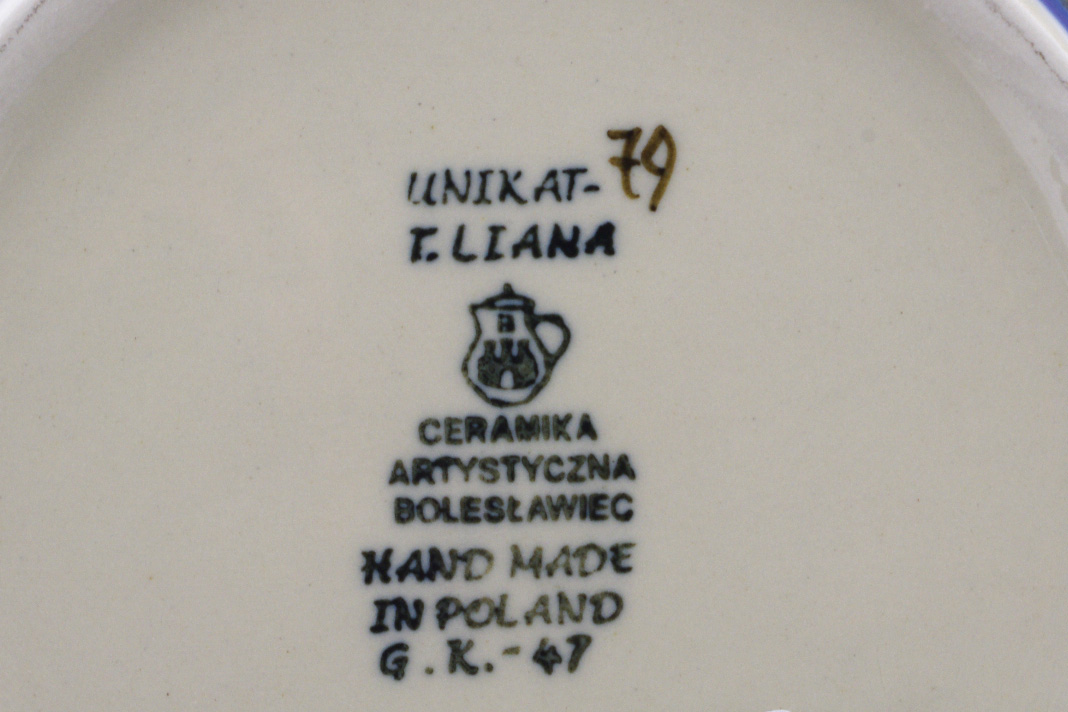 UNIKAT-79
T. LIANA
B
CERAMIKA
ARTYSTYCZNA
BOLESŁAWIEC
HAND MADE
IN POLAND
G.K.-47